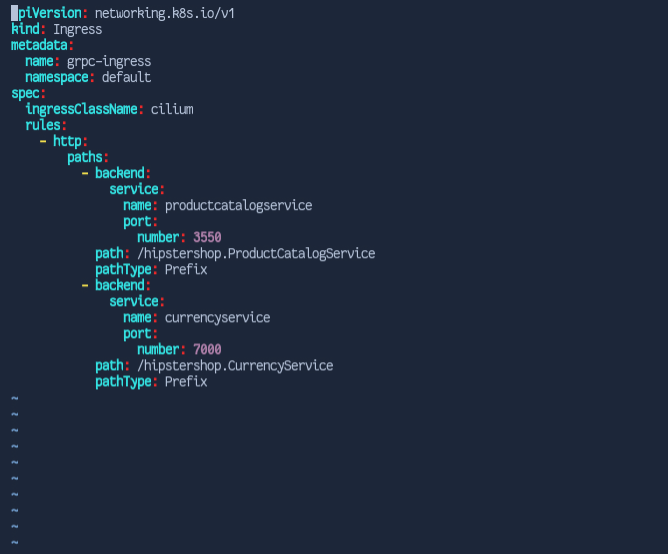 apiVersion: networking.k8s.io/v1
kind: Ingress
metadata:
  name: grpc-ingress
  namespace: default
spec:
  ingressClassName: cilium
  rules:
    - http:
        paths:
          - backend:
              service:
                name: productcatalogservice
                port:
                  number: 3550
            path: /hipstershop.ProductCatalogService
            pathType: Prefix
          - backend:
              service:
                name: currencyservice
                port:
                  number: 7000
            path: /hipstershop.CurrencyService
            pathType: Prefix
~
~
~
~
~
~
~
~
~
~